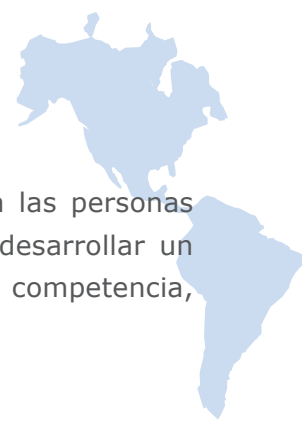 las personas
desarrollar un
competencia,